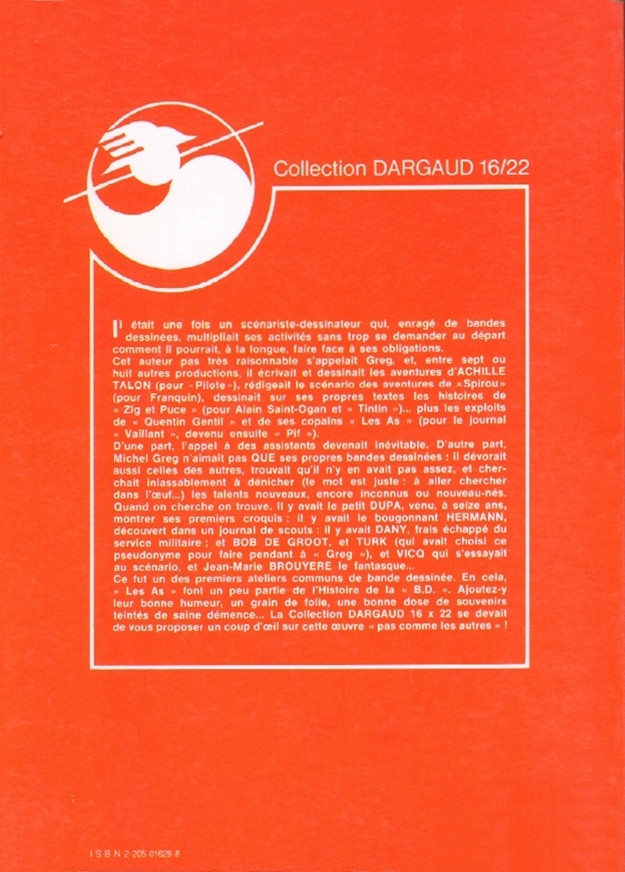 Collection DARGAUD 16/22
Il était une fois un scénariste-dessinateur qui, enragé de bandes
dessinées, multipliait ses activités sans trop se demander au départ
comment il pourrait, à la longue, faire face à ses obligations.
Cet auteur pas très raisonnable s'appelait Greg, et, entre sept ou
huit autres productions, il écrivait et dessinait les aventures d'ACHILLE
TALON (pour « Pilote »), rédigeait le scénario des aventures de « Spirou »
(pour Franquin), dessinait sur ses propres textes les histoires de
« Zig et Puce » (pour Alain Saint-Ogan et « Tintin »)... plus les exploits
de « Quentin Gentil » et de ses copains « Les As » (pour le journal
« Vaillant », devenu ensuite « Pif »).
D'une part, l'appel à des assistants devenait inévitable. D'autre part,
Michel Greg n'aimait pas QUE ses propres bandes dessinées : il dévorait
aussi celles des autres, trouvait qu'il n'y en avait pas assez, et cher-
chait inlassablement à dénicher (le mot est juste : à aller chercher
dans l'œuf...) les talents nouveaux, encore inconnus ou nouveau-nés.
Quand on cherche on trouve. Il y avait le petit DUPA, venu, à seize ans,
montrer ses premiers croquis ; il y avait le bougonnant HERMANN,
découvert dans un journal de scouts ; il y avait DANY, frais échappé du
service militaire ; et BOB DE GROOT, et TURK (qui avait choisi ce
pseudonyme pour faire pendant à « Greg »), et VICQ qui s'essayait
au scénario, et Jean-Marie BROUYERE le fantasque...
Ce fut un des premiers ateliers communs de bande dessinée. En cela,
« Les As » font un peu partie de l'Histoire de la « B.D. ». Ajoutez-y
leur bonne humeur, un grain de folie, une bonne dose de souvenirs
teintés de saine démence... La Collection DARGAUD 16 x 22 se devait
de vous proposer un coup d'œil sur cette œuvre « pas comme les autres » !
ISBN 2-205-01629-8